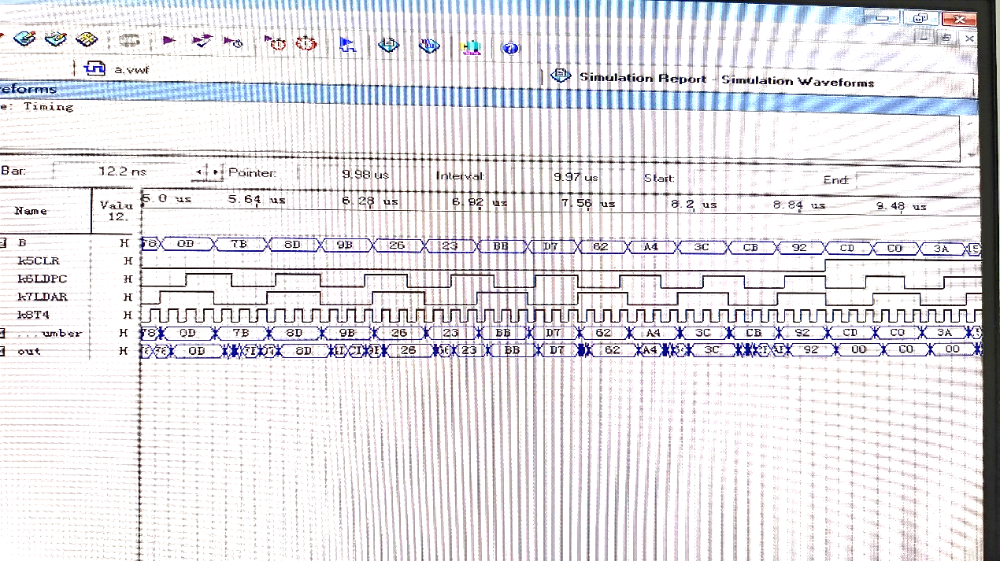 a.vwf
Simulation Report - Simulation Waveforms
eforms
e: Timing
Bar: 12.2 ns Pointer: 9.98 us Interval: 9.97 us Start: End:
Name Valu 12. 5.0 us 5.64 us 6.28 us 6.92 us 7.56 us 8.2 us 8.84 us 9.48 us
B H 78 0D 7B 8D 9B 26 23 BB D7 62 A4 3C CB 92 CD C0 3A 15
k5CLR H
k6LDPC H
k7LDAR H
k8T4 H
...umber H 78 0D 7B 8D 9B 26 23 BB D7 62 A4 3C CB 92 CD C0 3A
out H 0D 8D 26 23 BB D7 62 A4 3C 92 00 C0 00